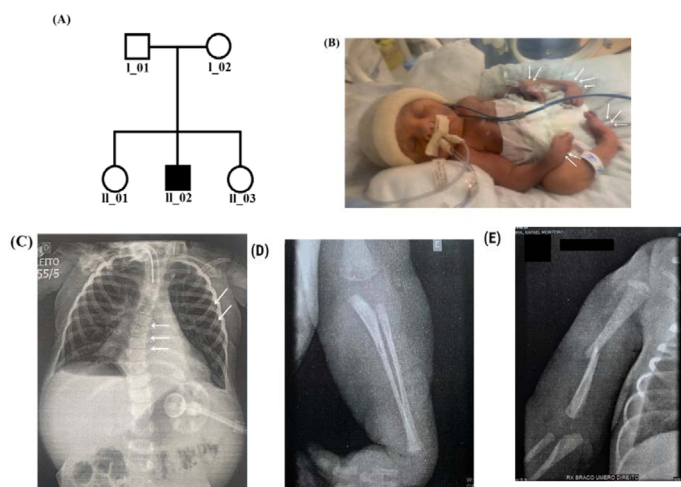 (A)
I_01
I_02
II_01
II_02
II_03
(B)
(C)
D
EITO
55/5
(D)
E
(E)
RX BRACO UMERO DIREITO